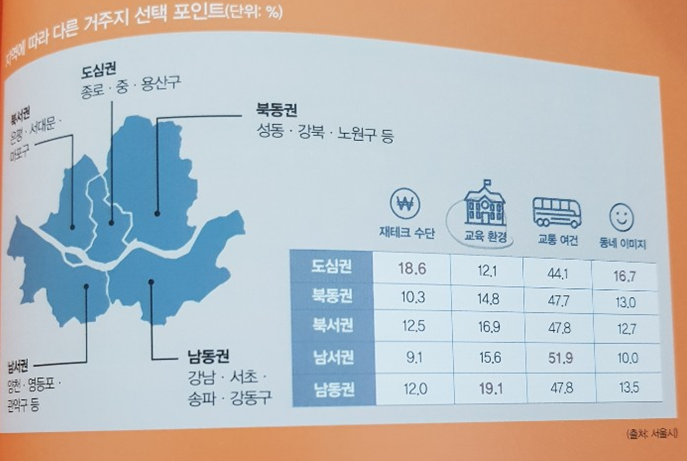 지역에 따라 다른 거주지 선택 포인트(단위: %)
도심권
종로·중·용산구
북서권
은평·서대문·
마포구
북동권
성동·강북·노원구 등
남서권
양천·영등포·
관악구 등
남동권
강남·서초·
송파·강동구
재테크 수단 교육 환경 교통 여건 동네 이미지
도심권 18.6 12.1 44.1 16.7
북동권 10.3 14.8 47.7 13.0
북서권 12.5 16.9 47.8 12.7
남서권 9.1 15.6 51.9 10.0
남동권 12.0 19.1 47.8 13.5
(출처: 서울시)